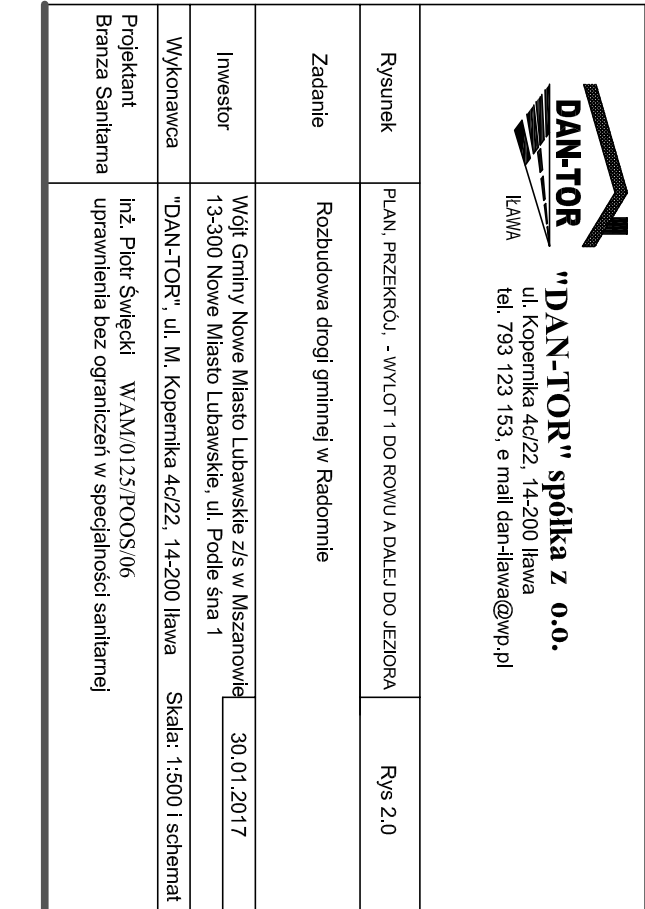 DAN-TOR
IŁAWA
"DAN-TOR" spółka z o.o.
ul. Kopernika 4c/22, 14-200 Iława
tel. 793 123 153, e mail dan-ilawa@wp.pl
Rysunek
PLAN, PRZEKRÓJ, - WYLOT 1 DO ROWU A DALEJ DO JEZIORA
Rys 2.0
Zadanie
Rozbudowa drogi gminnej w Radomnie
Inwestor
Wójt Gminy Nowe Miasto Lubawskie z/s w Mszanowie
13-300 Nowe Miasto Lubawskie, ul. Podle śna 1
30.01.2017
Wykonawca
"DAN-TOR", ul. M. Kopernika 4c/22, 14-200 Iława
Skala: 1:500 i schemat
Projektant
Branza Sanitarna
inż. Piotr Święcki WAM/0125/POOS/06
uprawnienia bez ograniczeń w specjalności sanitarnej